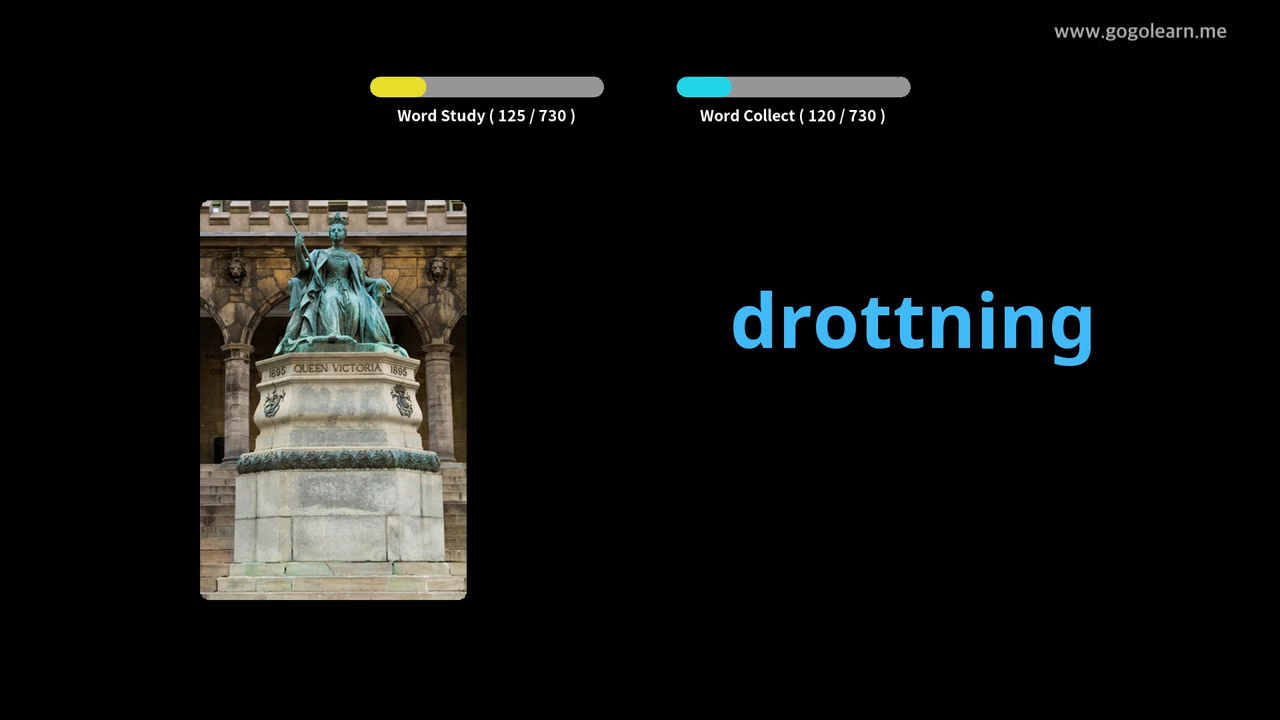 www.gogolearn.me
Word Study ( 125 / 730 )
Word Collect ( 120 / 730 )
drottning
1895 QUEEN VICTORIA 1895